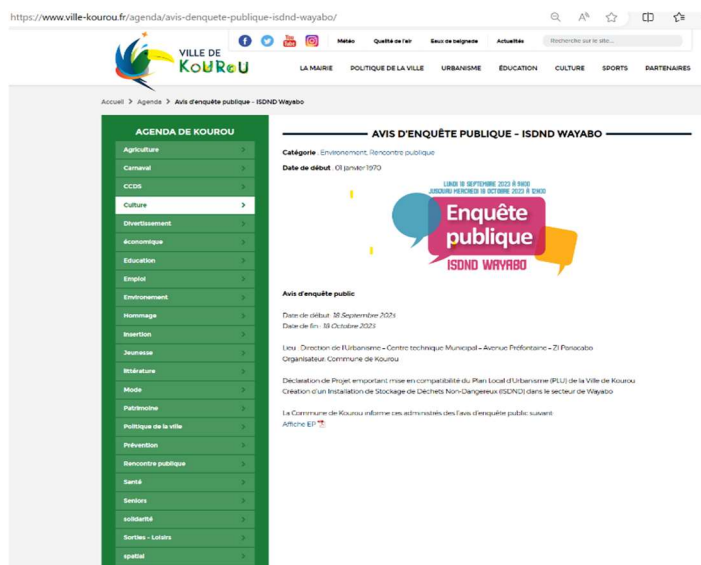 https://www.ville-kourou.fr/agenda/avis-denquete-publique-isdnd-wayabo/
VILLE DE
KOUROU
You
Tube
Météo Qualité de l'air Eaux de baignade Actualités Recherche sur le site...
LA MAIRIE POLITIQUE DE LA VILLE URBANISME ÉDUCATION CULTURE SPORTS PARTENAIRES
Accueil > Agenda > Avis d'enquête publique - ISDND Wayabo
AGENDA DE KOUROU
Agriculture
Carnaval
CCDS
Culture
Divertissement
économique
Education
Emploi
Environement
Hommage
Insertion
Jeunesse
littérature
Mode
Patrimoine
Politique de la ville
Prévention
Rencontre publique
Santé
Seniors
solidarité
Sorties - Loisirs
spatial
AVIS D'ENQUÊTE PUBLIQUE - ISDND WAYABO
Catégorie : Environement, Rencontre publique
Date de début : 01 janvier 1970
LUNDI 18 SEPTEMBRE 2023 À 9H00
JUSQU'AU MERCREDI 18 OCTOBRE 2023 À 12H00
Enquête
publique
ISDND WAYABO
Avis d'enquête public
Date de début: 18 Septembre 2023
Date de fin : 18 Octobre 2023
Lieu : Direction de l'Urbanisme – Centre technique Municipal – Avenue Préfontaine – ZI Pariacabo
Organisateur: Commune de Kourou
Déclaration de Projet emportant mise en compatibilité du Plan Local d'Urbanisme (PLU) de la Ville de Kourou
Création d'un Installation de Stockage de Déchets Non-Dangereux (ISDND) dans le secteur de Wayabo
La Commune de Kourou informe ces administrés des l'avis d'enquête public suivant
Affiche EP